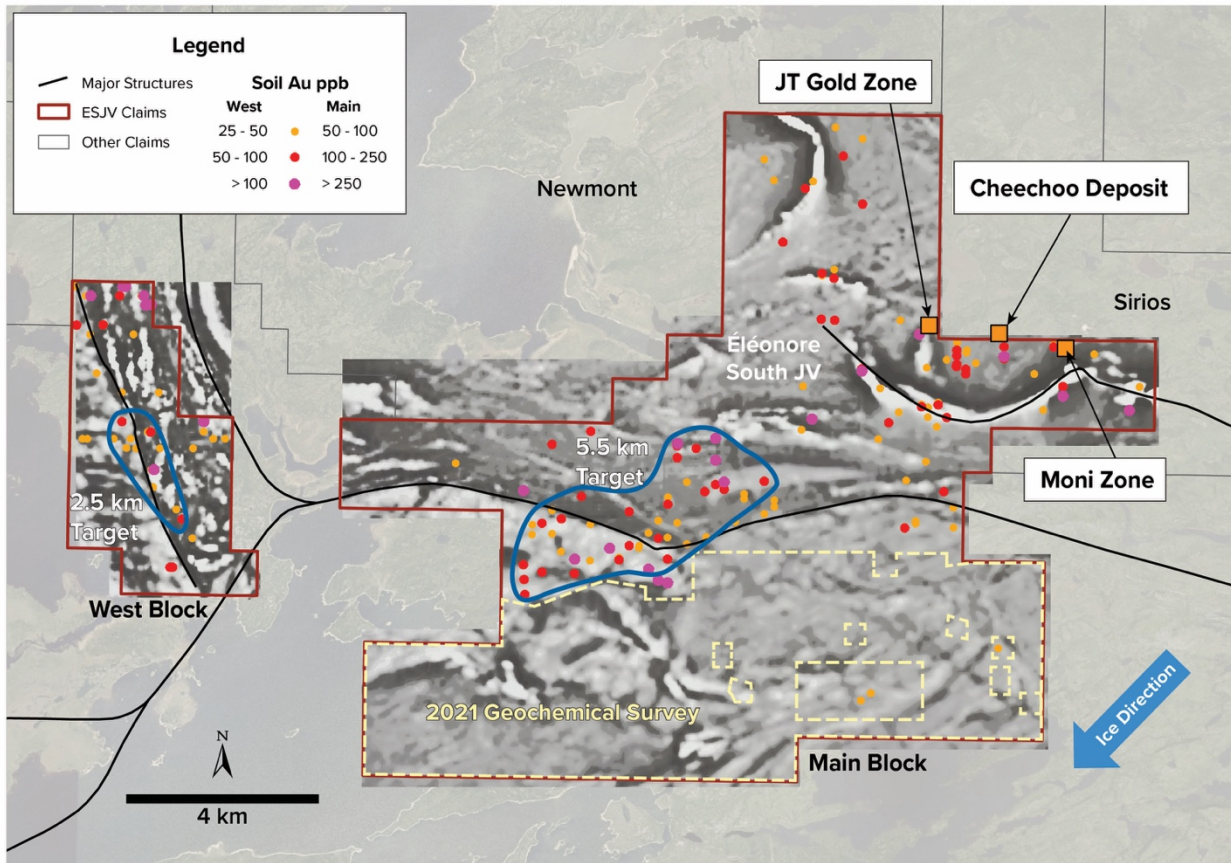 Legend
Major Structures
ESJV Claims
Other Claims
Soil Au ppb
West Main
25 - 50 50 - 100
50 - 100 100 - 250
> 100 > 250
JT Gold Zone
Cheechoo Deposit
Newmont
Sirios
Éléonore
South JV
Moni Zone
5.5 km
Target
2.5 km
Target
West Block
2021 Geochemical Survey
Main Block
Ice Direction
N
4 km